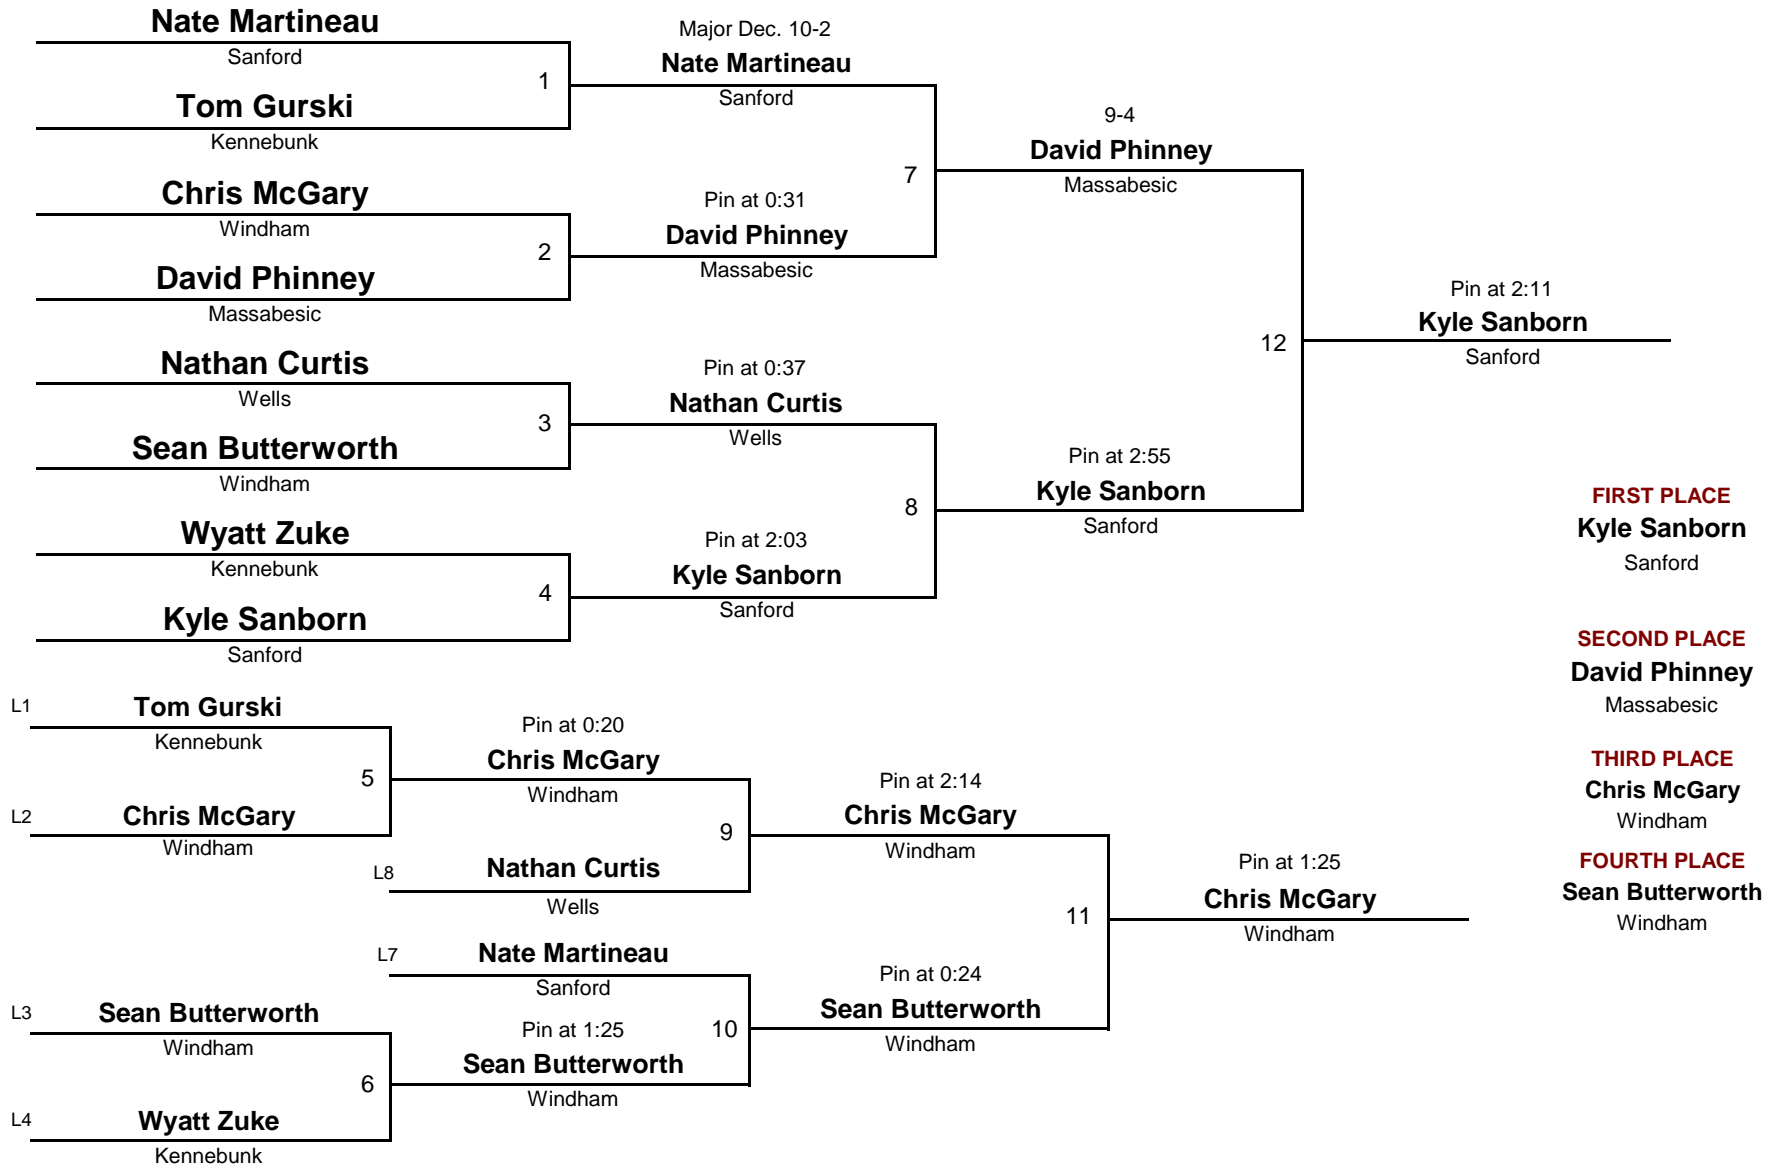 Nate Martineau
Sanford
1
Tom Gurski
Kennebunk
Chris McGary
Windham
2
David Phinney
Massabesic
Nathan Curtis
Wells
3
Sean Butterworth
Windham
Wyatt Zuke
Kennebunk
4
Kyle Sanborn
Sanford
Major Dec. 10-2
Nate Martineau
Sanford
7
Pin at 0:31
David Phinney
Massabesic
Pin at 0:37
Nathan Curtis
Wells
8
Pin at 2:03
Kyle Sanborn
Sanford
9-4
David Phinney
Massabesic
12
Pin at 2:55
Kyle Sanborn
Sanford
Pin at 2:11
Kyle Sanborn
Sanford
FIRST PLACE
Kyle Sanborn
Sanford
SECOND PLACE
David Phinney
Massabesic
THIRD PLACE
Chris McGary
Windham
FOURTH PLACE
Sean Butterworth
Windham
L1
Tom Gurski
Kennebunk
5
L2
Chris McGary
Windham
L3
Sean Butterworth
Windham
6
L4
Wyatt Zuke
Kennebunk
Pin at 0:20
Chris McGary
Windham
9
L8
Nathan Curtis
Wells
L7
Nate Martineau
Sanford
10
Pin at 1:25
Sean Butterworth
Windham
Pin at 2:14
Chris McGary
Windham
11
Pin at 0:24
Sean Butterworth
Windham
Pin at 1:25
Chris McGary
Windham